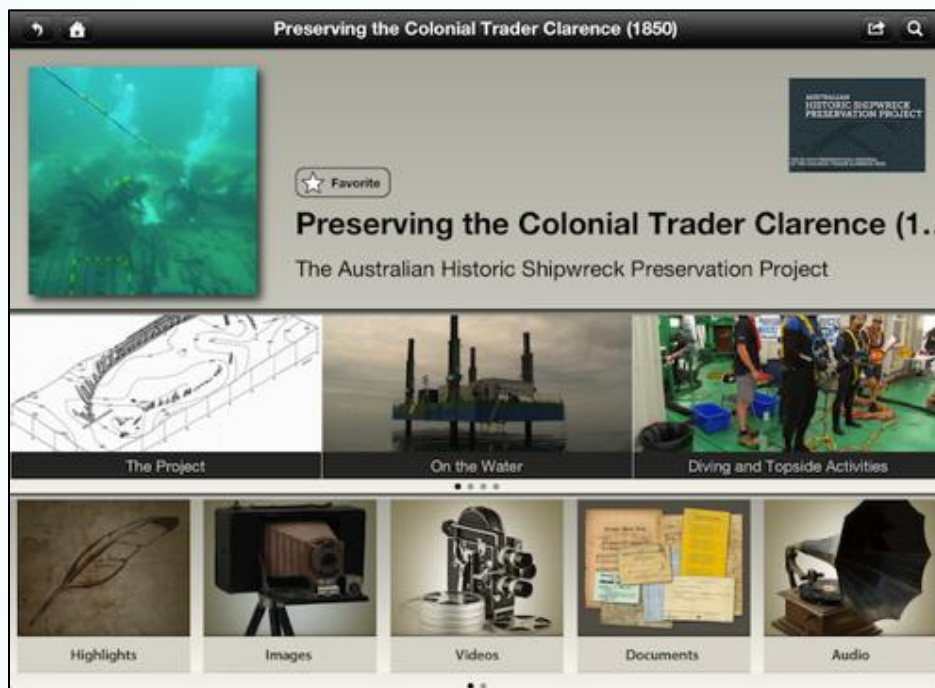 Preserving the Colonial Trader Clarence (1850)
AUSTRALIAN
HISTORIC SHIPWRECK
PRESERVATION PROJECT
Favorite
Preserving the Colonial Trader Clarence (1...
The Australian Historic Shipwreck Preservation Project
The Project
On the Water
Diving and Topside Activities
Highlights
Images
Videos
Documents
Audio